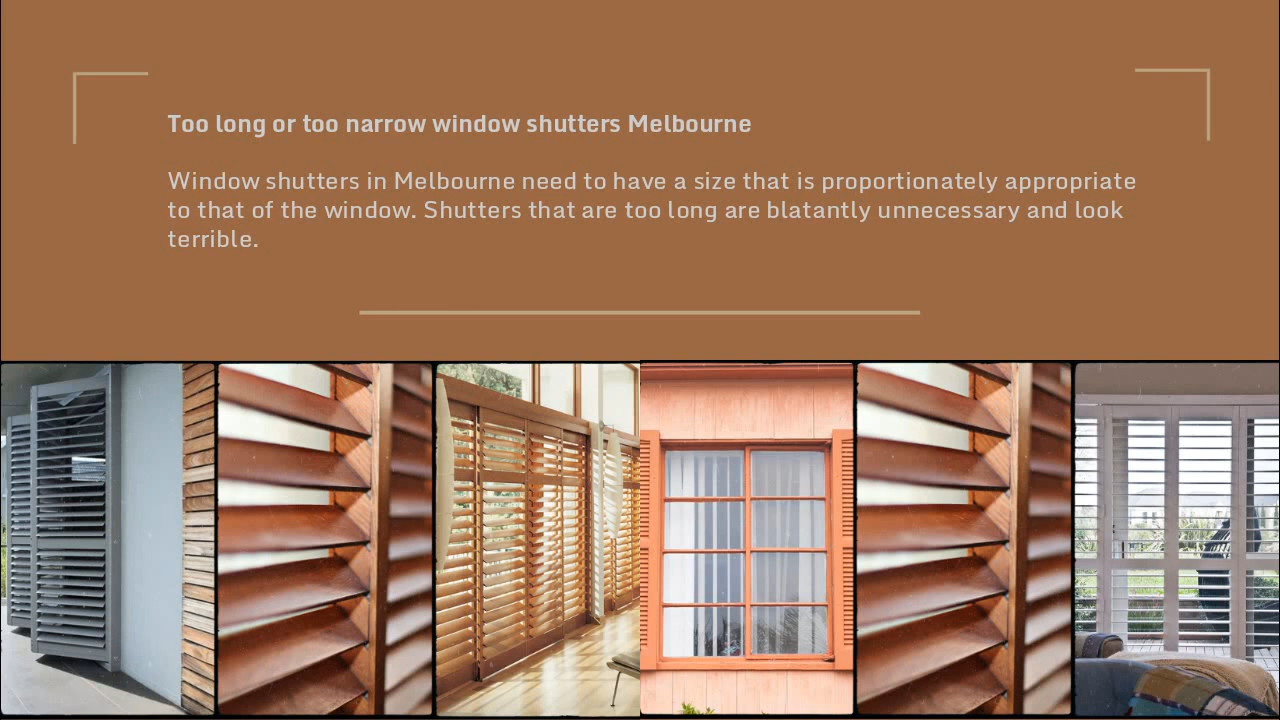 Too long or too narrow window shutters Melbourne
Window shutters in Melbourne need to have a size that is proportionately appropriate
to that of the window. Shutters that are too long are blatantly unnecessary and look
terrible.